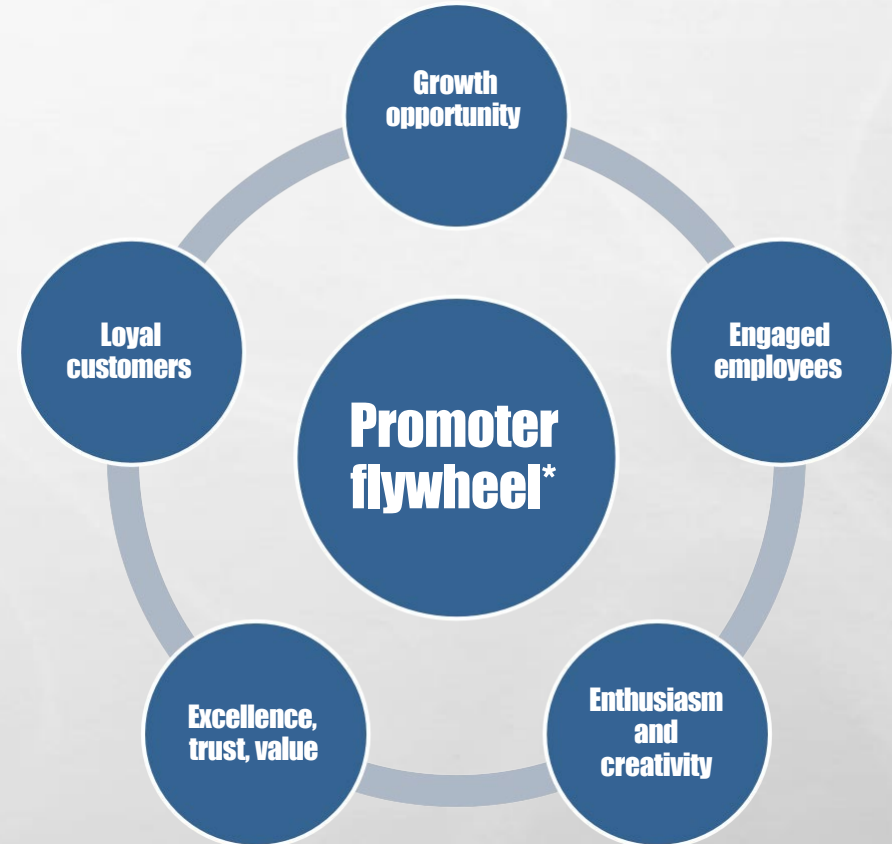 Growth
opportunity
Engaged
employees
Enthusiasm
and
creativity
Excellence,
trust, value
Loyal
customers
Promoter
flywheel*